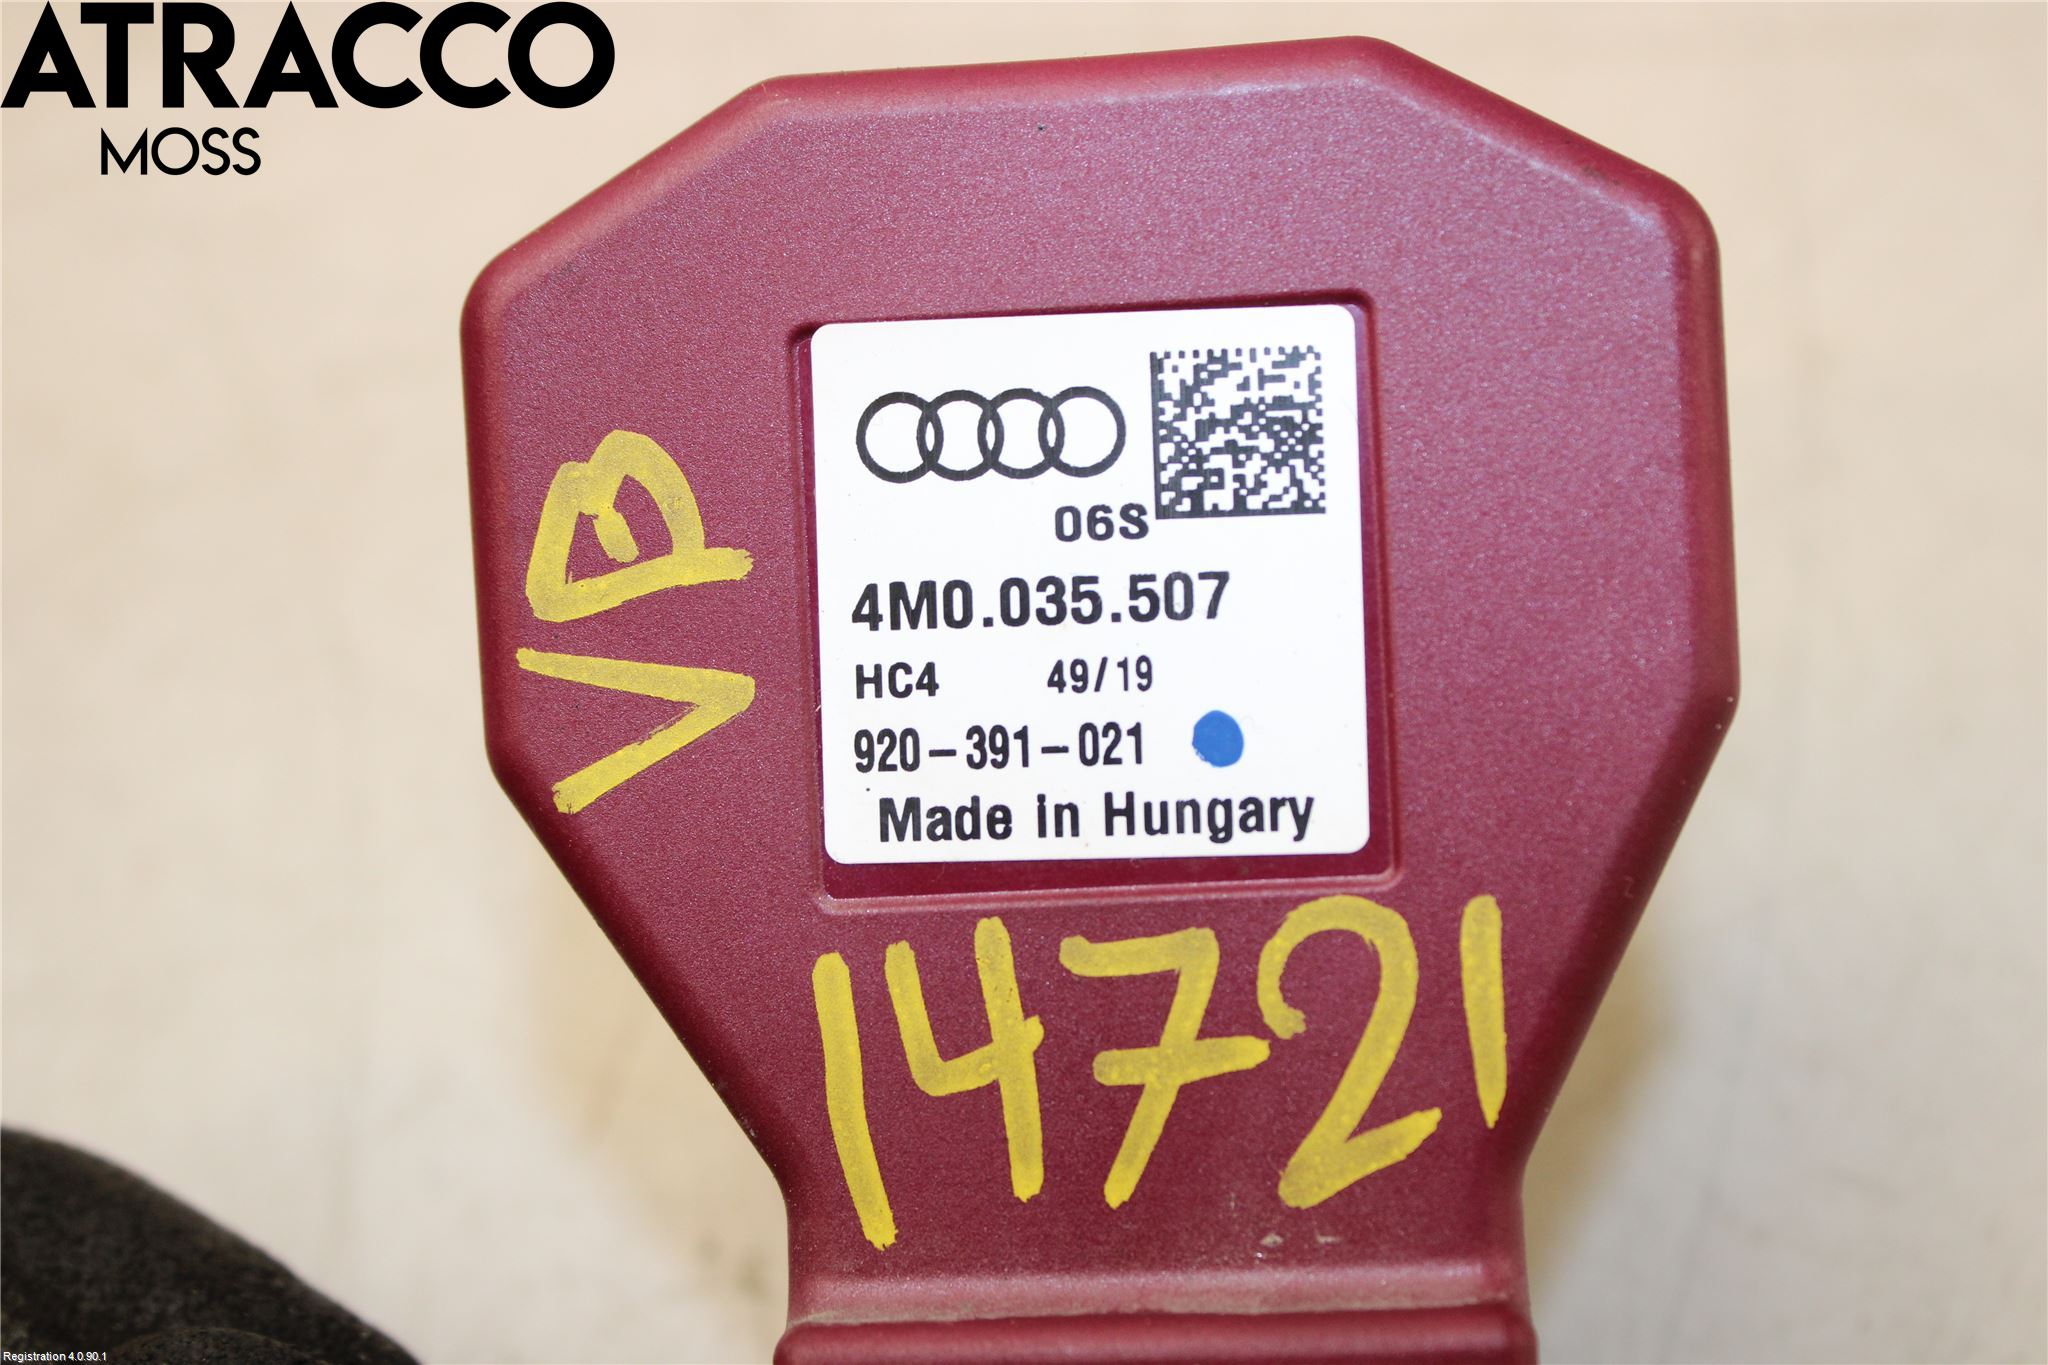 ATRACCO
MOSS
06S
4M0.035.507
HC4 49/19
920-391-021
Made in Hungary
VB
14721
Registration 4.0.90.1